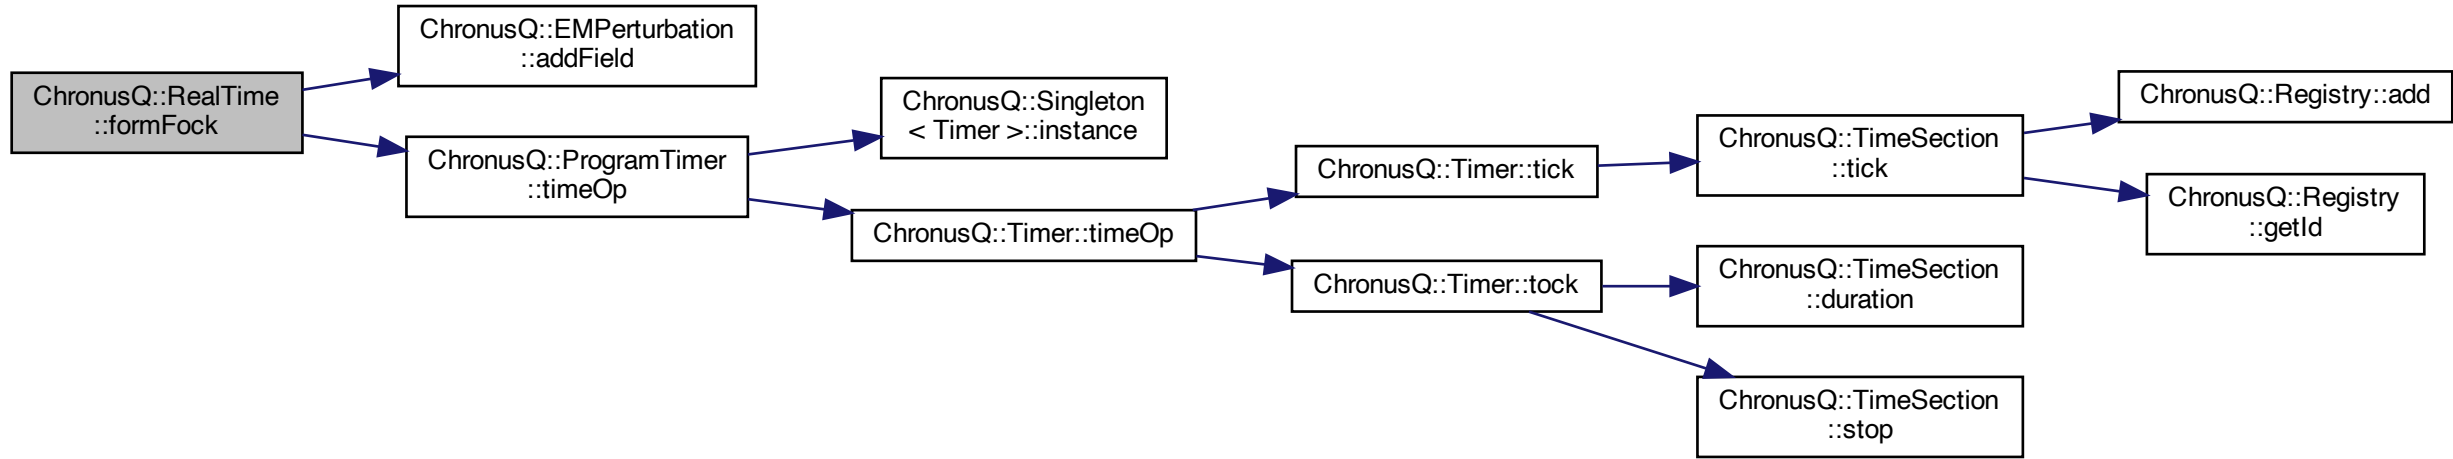 ChronusQ::RealTime
::formFock
ChronusQ::EMPerturbation
::addField
ChronusQ::ProgramTimer
::timeOp
ChronusQ::Singleton
< Timer >::instance
ChronusQ::Timer::timeOp
ChronusQ::Timer::tick
ChronusQ::Timer::tock
ChronusQ::TimeSection
::tick
ChronusQ::TimeSection
::duration
ChronusQ::TimeSection
::stop
ChronusQ::Registry::add
ChronusQ::Registry
::getId